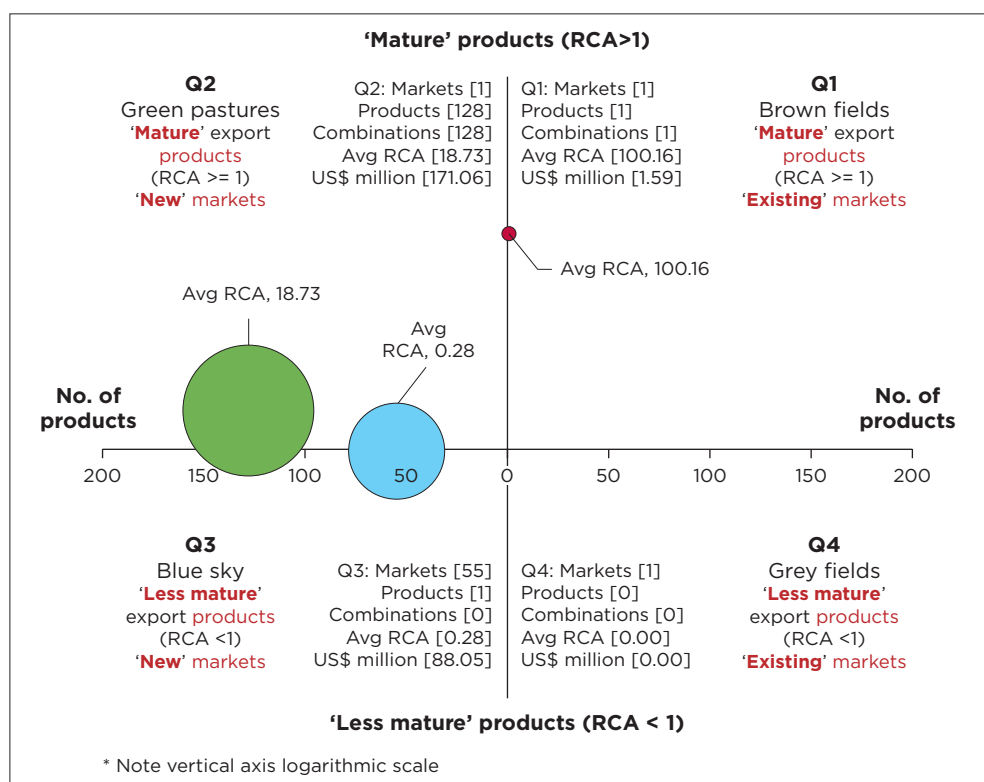 ‘Mature’ products (RCA>1)
Q2
Green pastures
‘Mature’ export
products
(RCA >= 1)
‘New’ markets
Q2: Markets [1]
Products [128]
Combinations [128]
Avg RCA [18.73]
US$ million [171.06]
Q1: Markets [1]
Products [1]
Combinations [1]
Avg RCA [100.16]
US$ million [1.59]
Q1
Brown fields
‘Mature’ export
products
(RCA >= 1)
‘Existing’ markets
Avg RCA, 100.16
Avg RCA, 18.73
Avg
RCA, 0.28
No. of
products
No. of
products
200 150 100 50 0 50 100 150 200
Q3
Blue sky
‘Less mature’
export products
(RCA <1)
‘New’ markets
Q3: Markets [55]
Products [1]
Combinations [0]
Avg RCA [0.28]
US$ million [88.05]
Q4: Markets [1]
Products [0]
Combinations [0]
Avg RCA [0.00]
US$ million [0.00]
Q4
Grey fields
‘Less mature’
export products
(RCA <1)
‘Existing’ markets
‘Less mature’ products (RCA < 1)
* Note vertical axis logarithmic scale